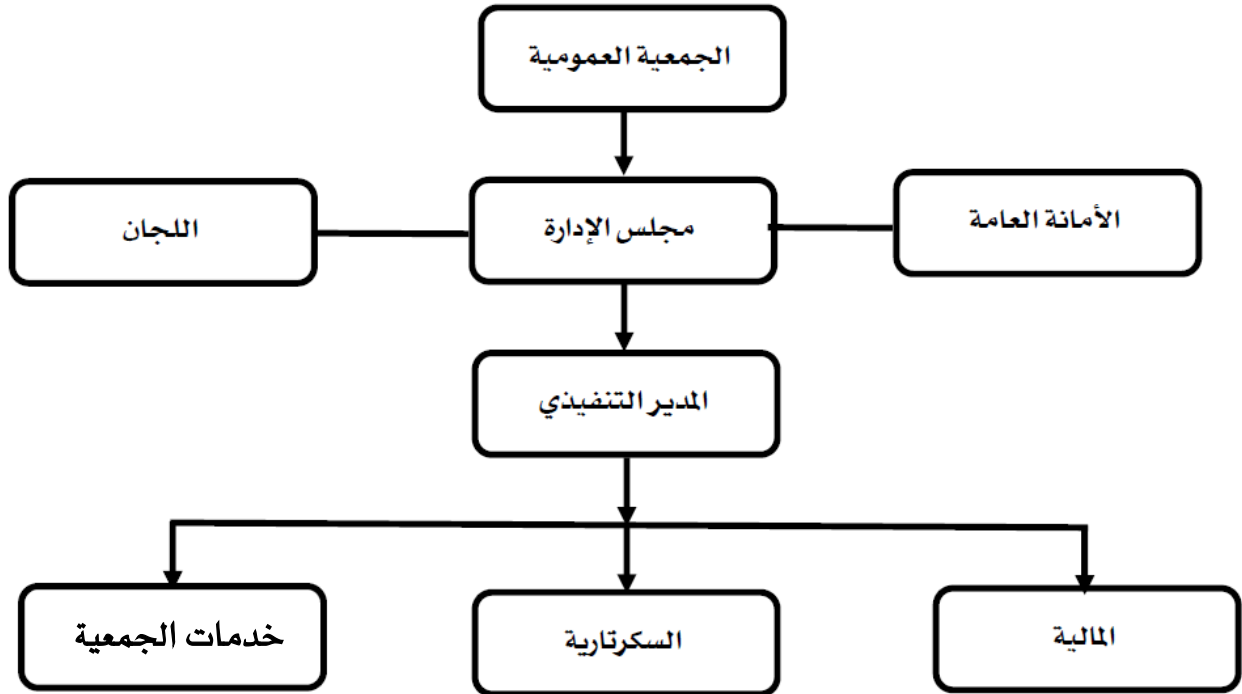 الجمعية العمومية
الأمانة العامة
مجلس الإدارة
اللجان
المدير التنفيذي
المالية
السكرتارية
خدمات الجمعية